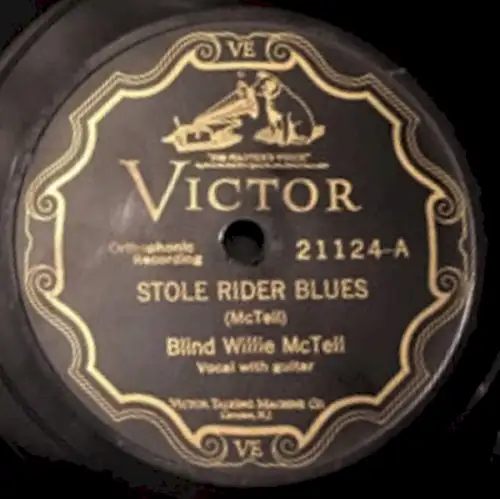 VE
"HIS MASTER'S VOICE"
VICTOR
Orthophonic
Recording
21124-A
STOLE RIDER BLUES
(McTell)
Blind Willie McTell
Vocal with guitar
VICTOR TALKING MACHINE CO.
Camden, N.J.
VE